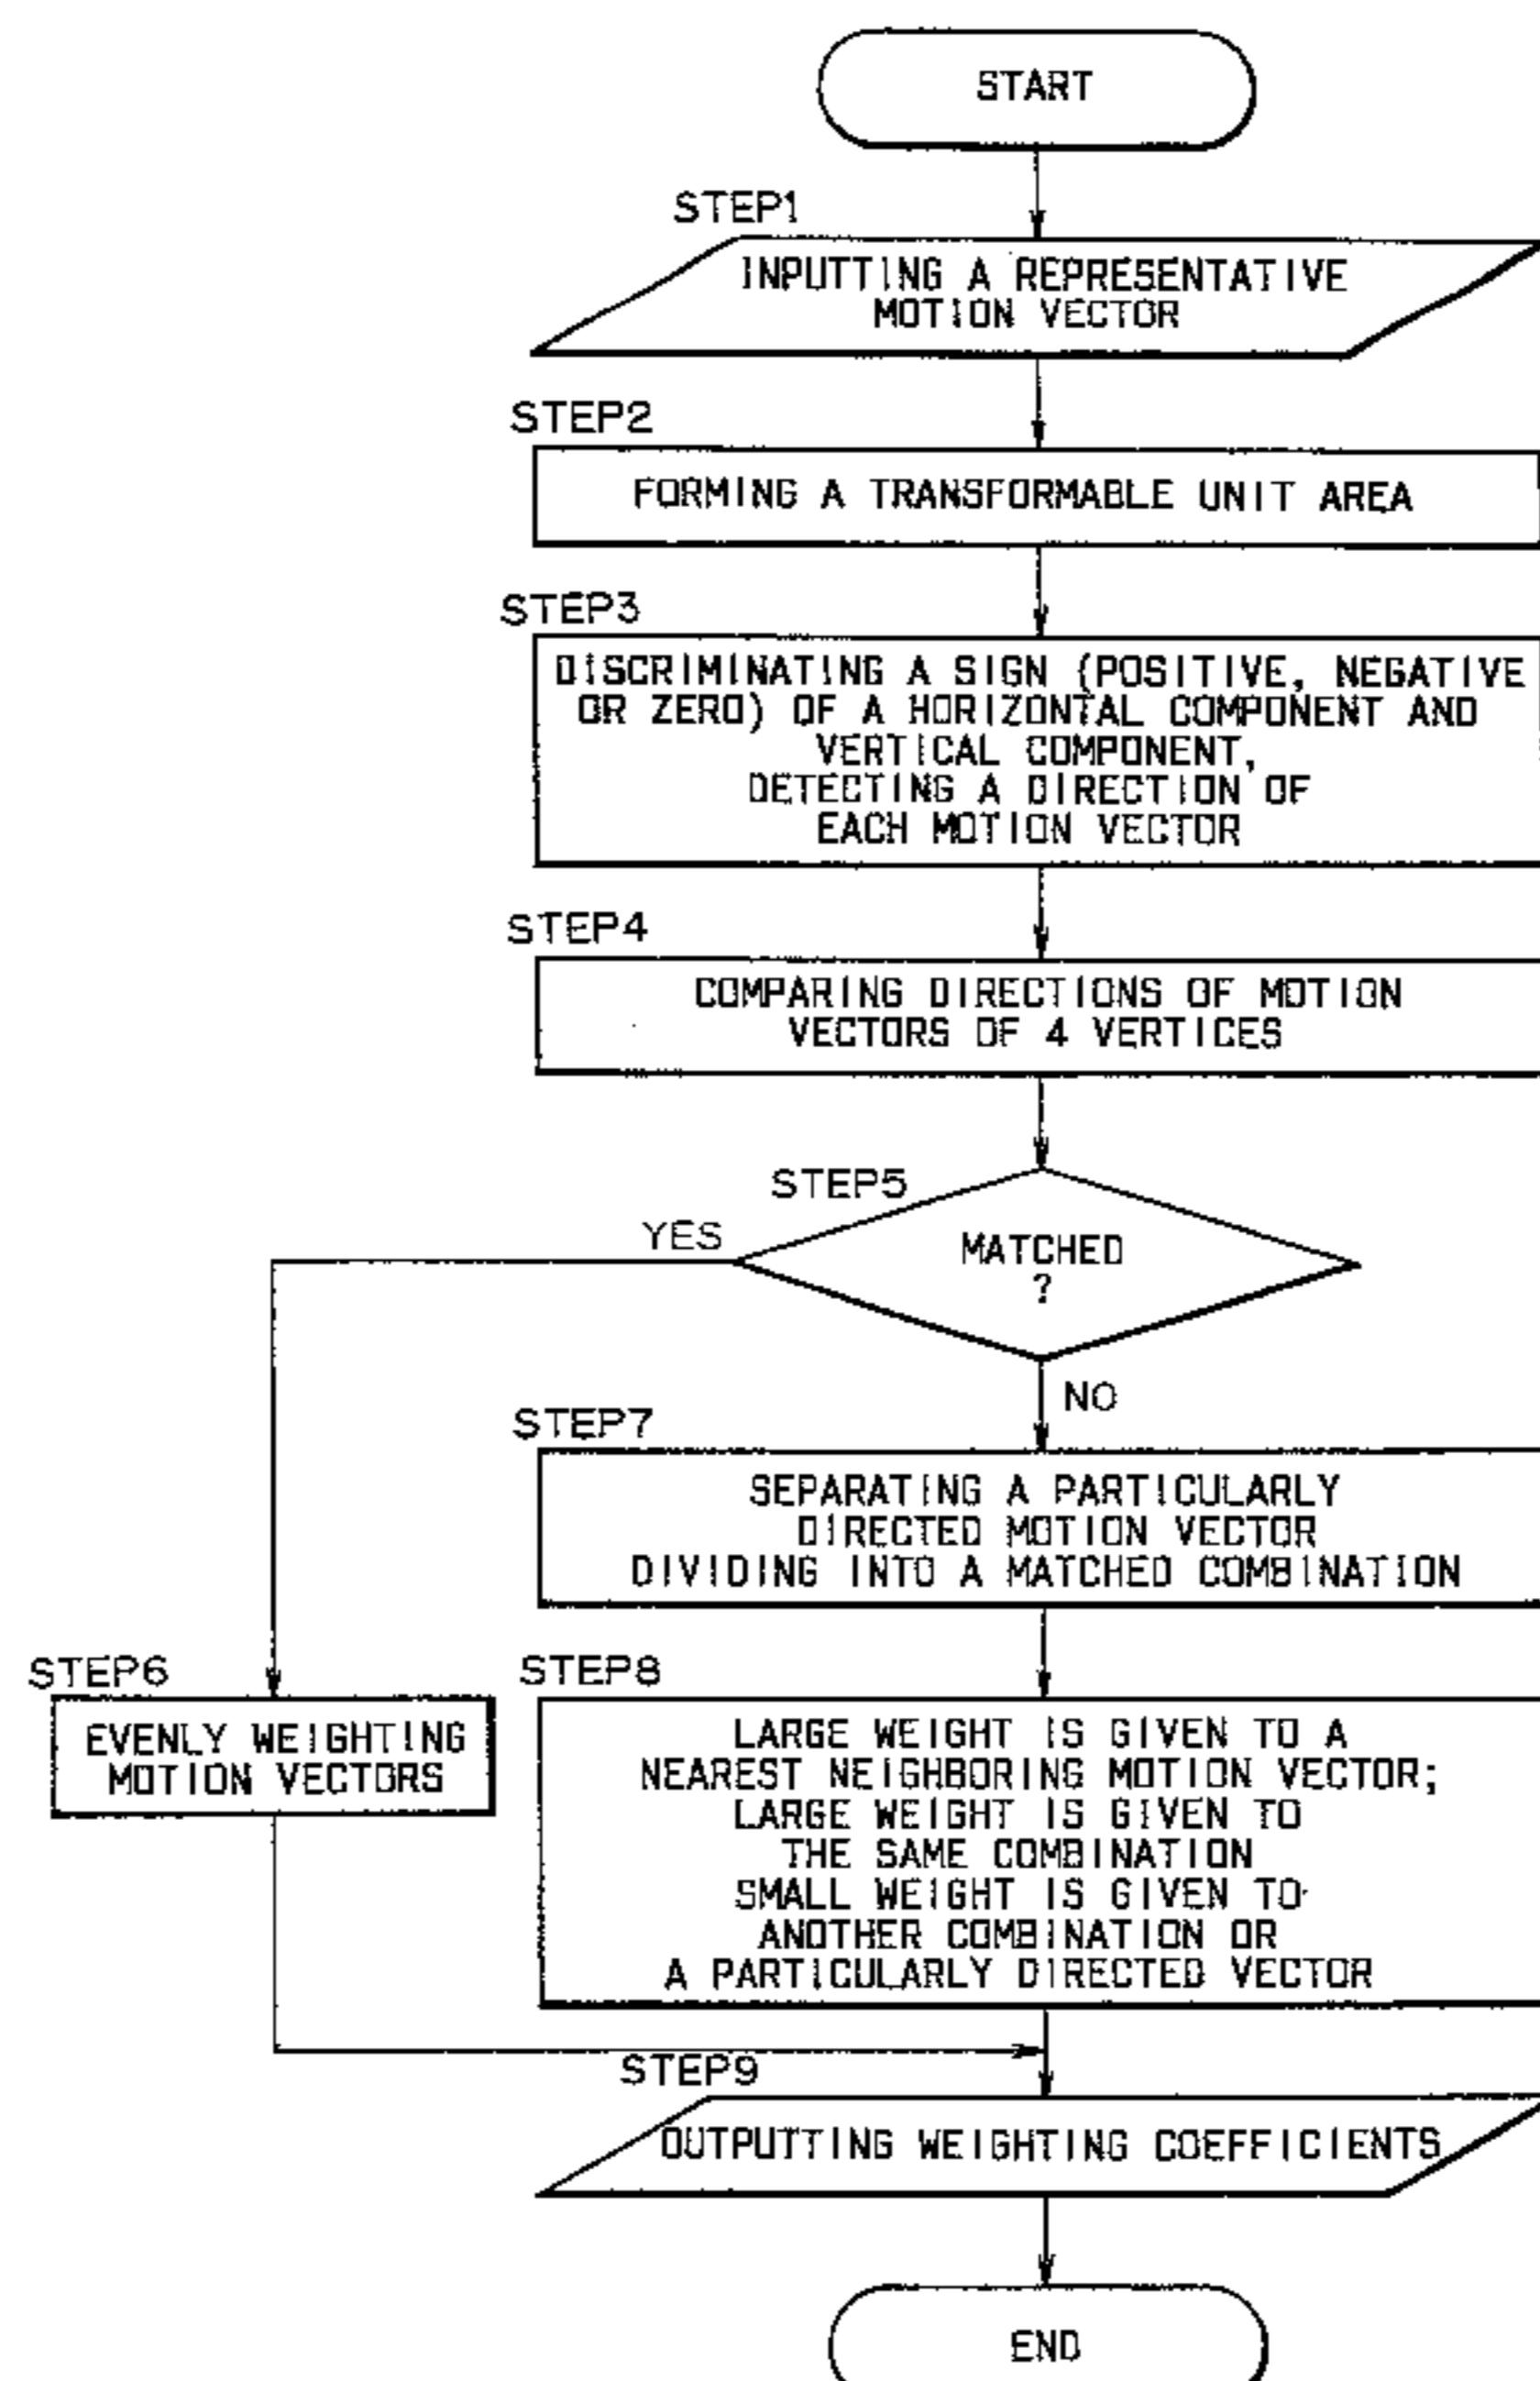 START
STEP1
INPUTTING A REPRESENTATIVE
MOTION VECTOR
STEP2
FORMING A TRANSFORMABLE UNIT AREA
STEP3
DISCRIMINATING A SIGN (POSITIVE, NEGATIVE
OR ZERO) OF A HORIZONTAL COMPONENT AND
VERTICAL COMPONENT,
DETECTING A DIRECTION OF
EACH MOTION VECTOR
STEP4
COMPARING DIRECTIONS OF MOTION
VECTORS OF 4 VERTICES
STEP5
YES
MATCHED
?
NO
STEP7
SEPARATING A PARTICULARLY
DIRECTED MOTION VECTOR
DIVIDING INTO A MATCHED COMBINATION
STEP6
EVENLY WEIGHTING
MOTION VECTORS
STEP8
LARGE WEIGHT IS GIVEN TO A
NEAREST NEIGHBORING MOTION VECTOR;
LARGE WEIGHT IS GIVEN TO
THE SAME COMBINATION
SMALL WEIGHT IS GIVEN TO
ANOTHER COMBINATION OR
A PARTICULARLY DIRECTED VECTOR
STEP9
OUTPUTTING WEIGHTING COEFFICIENTS
END